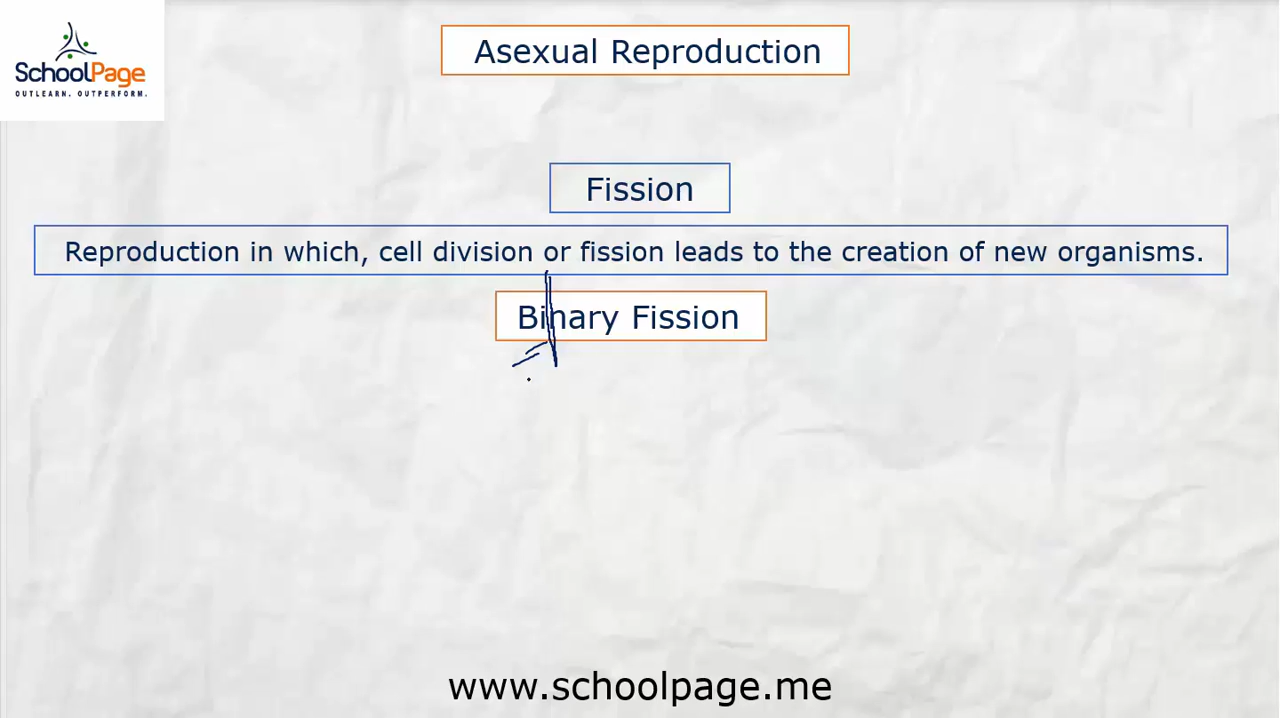 SchoolPage
OUTLEARN. OUTPERFORM.
Asexual Reproduction
Fission
Reproduction in which, cell division or fission leads to the creation of new organisms.
Binary Fission
www.schoolpage.me